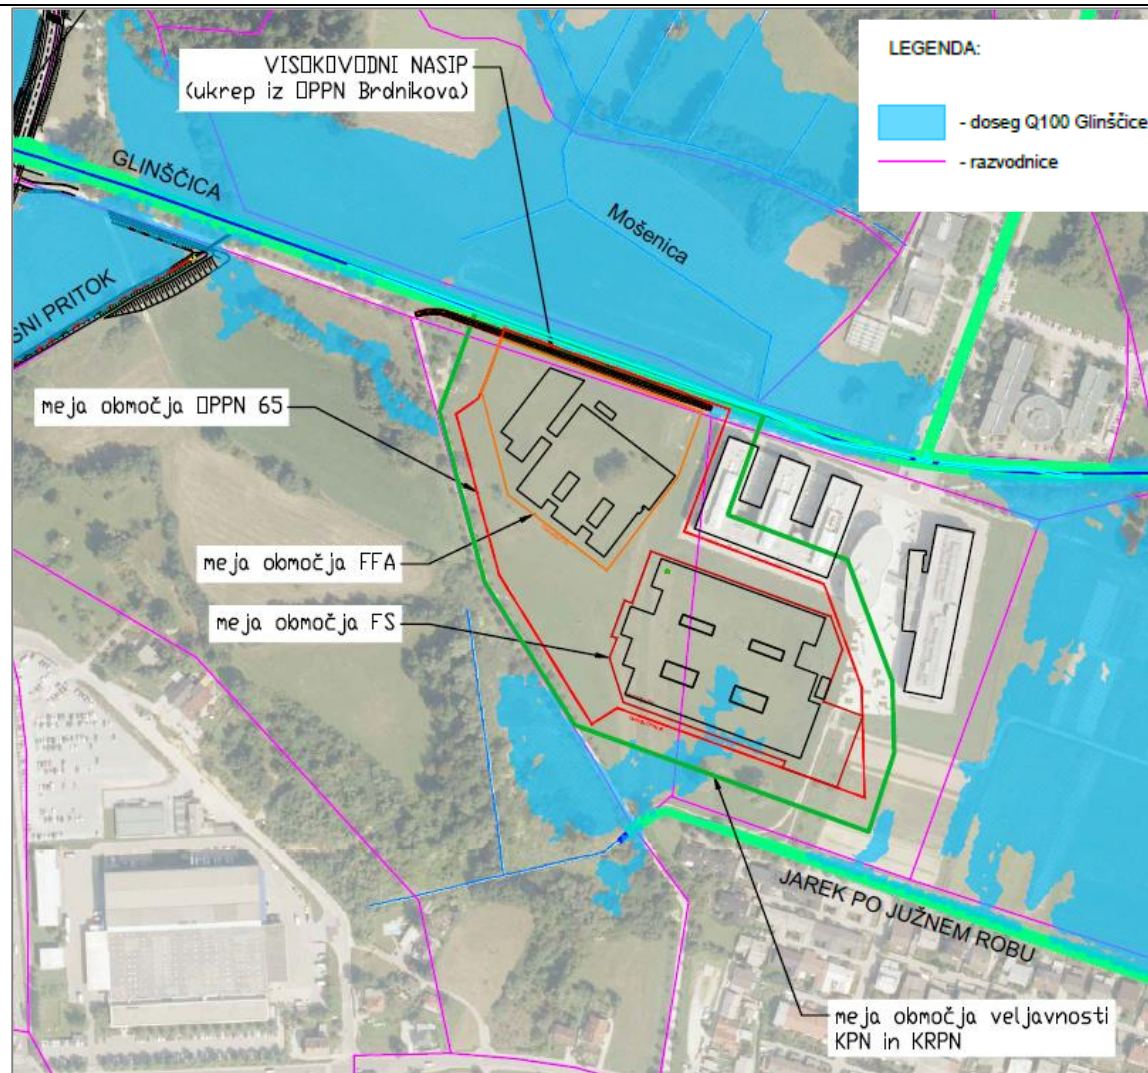 VIS□K□V□DNI NASIP
(ukrep iz □PPN Brdnikova)
LEGENDA:
- doseg Q100 Glinščice
- razvodnice
GLINŠČICA
Mošenica
SNI PRITOK
meja območja □PPN 65
meja območja FFA
meja območja FS
JAREK PO JUŽNEM ROBU
meja območja veljavnosti
KPN in KRPN